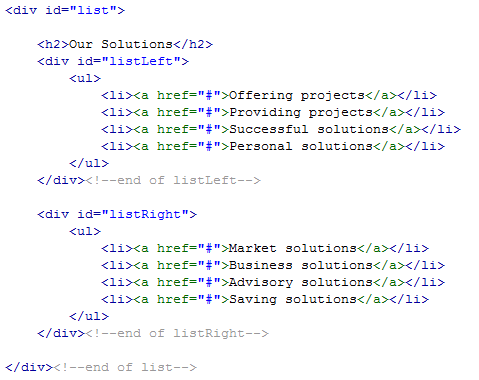 <div id="list">
<h2>Our Solutions</h2>
<div id="listLeft">
<ul>
<li><a href="#">Offering projects</a></li>
<li><a href="#">Providing projects</a></li>
<li><a href="#">Successful solutions</a></li>
<li><a href="#">Personal solutions</a></li>
</ul>
</div><!--end of listLeft-->
<div id="listRight">
<ul>
<li><a href="#">Market solutions</a></li>
<li><a href="#">Business solutions</a></li>
<li><a href="#">Advisory solutions</a></li>
<li><a href="#">Saving solutions</a></li>
</ul>
</div><!--end of listRight-->
</div><!--end of list-->